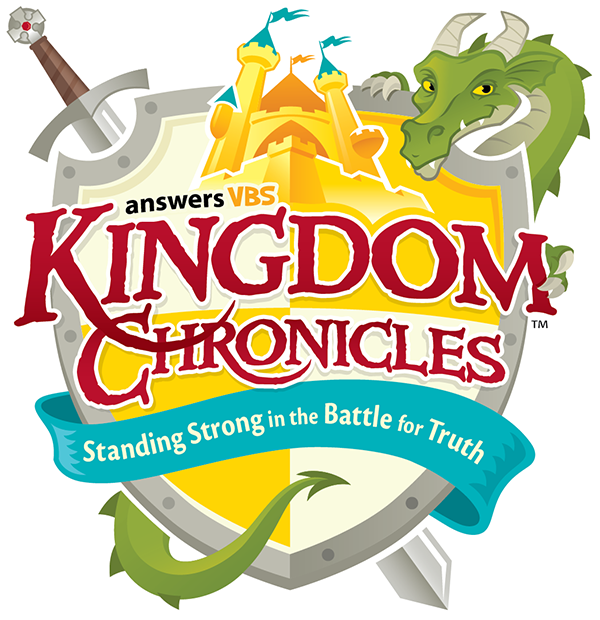 answers VBS
KINGDOM
CHRONICLES
TM
Standing Strong in the Battle for Truth